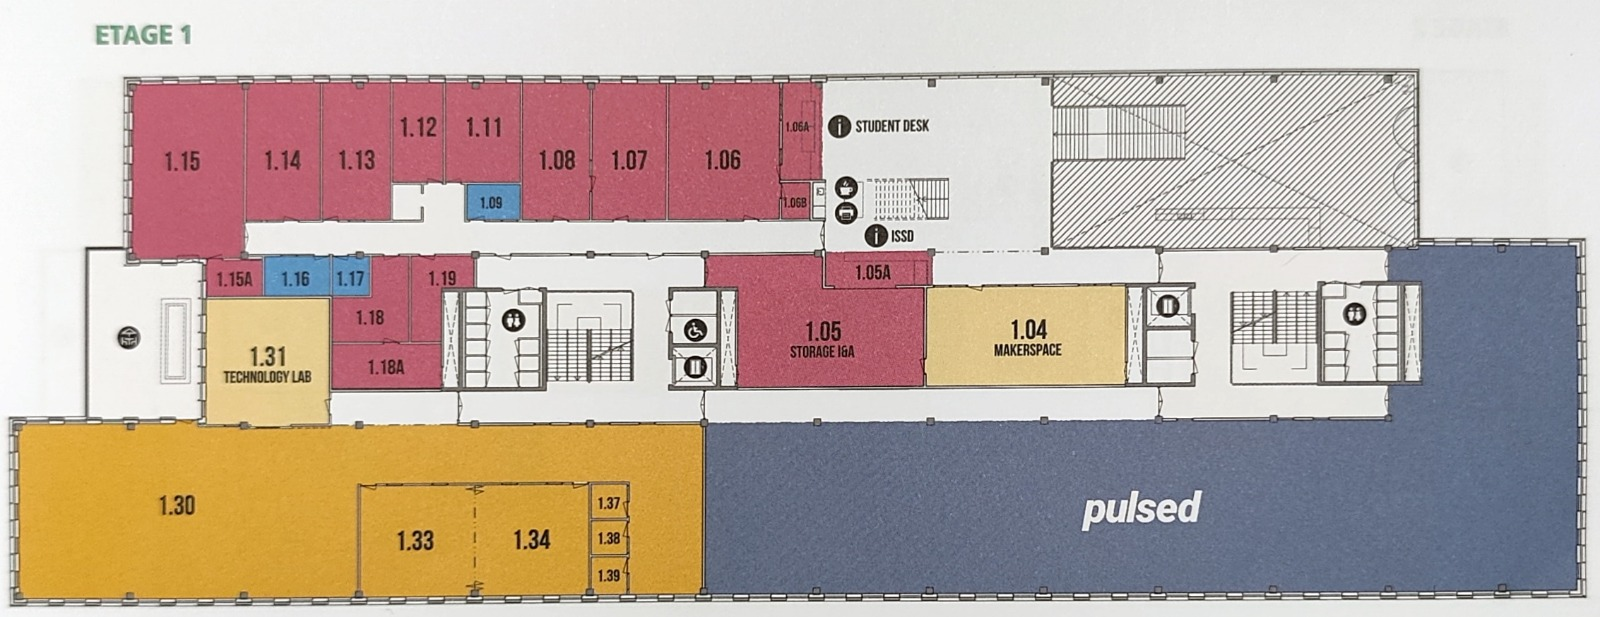 ETAGE 1
1.15
1.14
1.13
1.12
1.11
1.09
1.08
1.07
1.06
1.06A
1.06B
STUDENT DESK
ISSD
1.15A
1.16
1.17
1.18
1.19
1.18A
1.31
TECHNOLOGY LAB
1.05A
1.05
STORAGE I&A
1.04
MAKERSPACE
1.30
1.33
1.34
1.37
1.38
1.39
pulsed